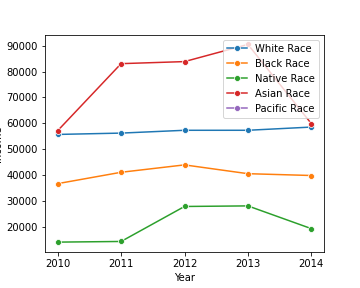 90000
80000
70000
60000
50000
40000
30000
20000
White Race
Black Race
Native Race
Asian Race
Pacific Race
2010 2011 2012 2013 2014
Year